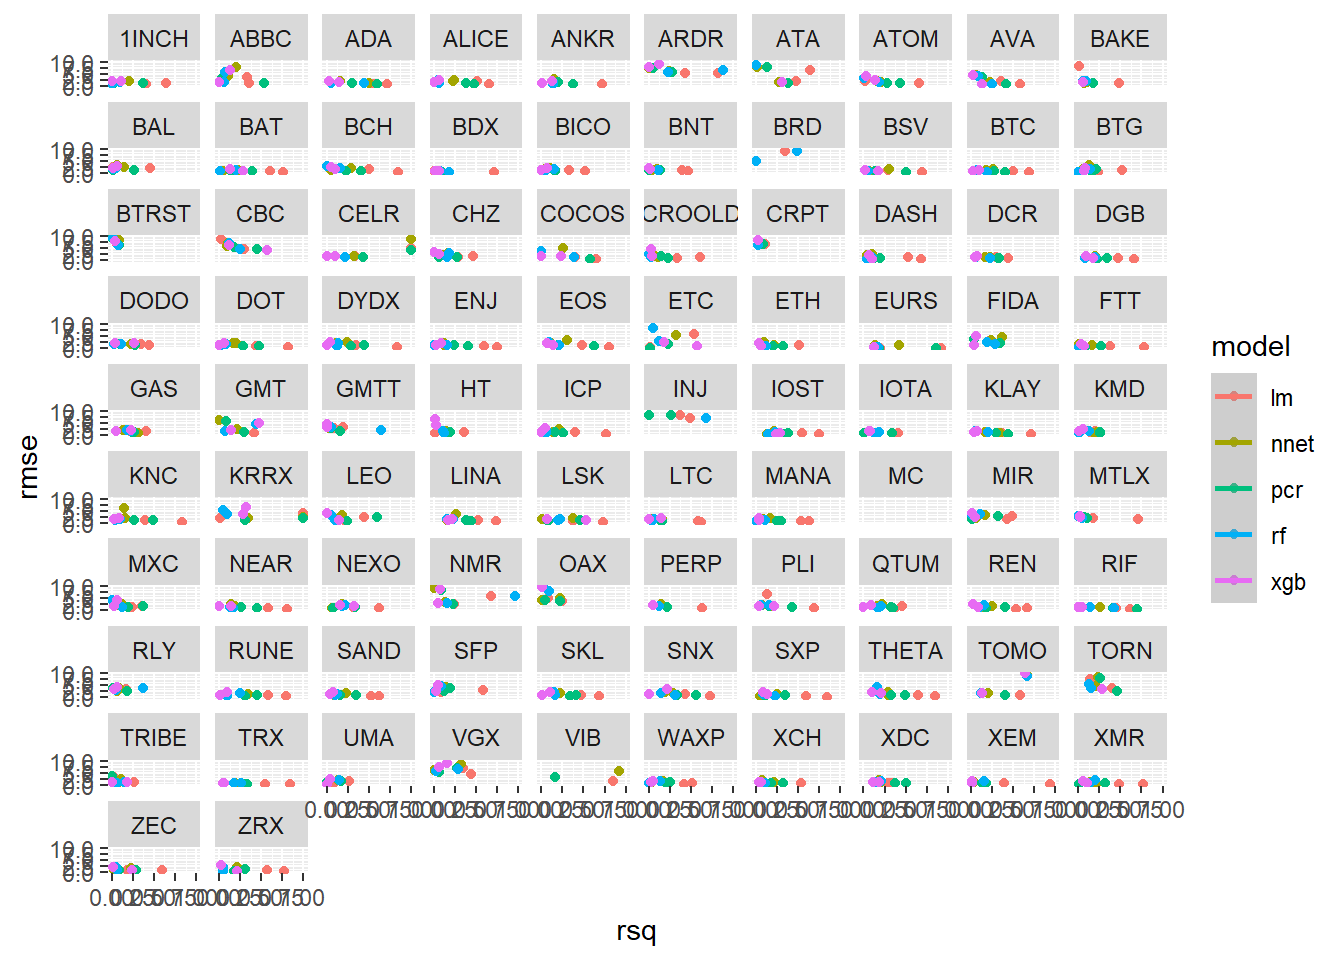 1INCH ABBC ADA ALICE ANKR ARDR ATA ATOM AVA BAKE
BAL BAT BCH BDX BICO BNT BRD BSV BTC BTG
BTRST CBC CELR CHZ COCOS CROOLD CRPT DASH DCR DGB
DODO DOT DYDX ENJ EOS ETC ETH EURS FIDA FTT
GAS GMT GMTT HT ICP INJ IOST IOTA KLAY KMD
KNC KRRX LEO LINA LSK LTC MANA MC MIR MTLX
MXC NEAR NEXO NMR OAX PERP PLI QTUM REN RIF
RLY RUNE SAND SFP SKL SNX SXP THETA TOMO TORN
TRIBE TRX UMA VGX VIB WAXP XCH XDC XEM XMR
ZEC ZRX
rmse
rsq
model
lm
nnet
pcr
rf
xgb